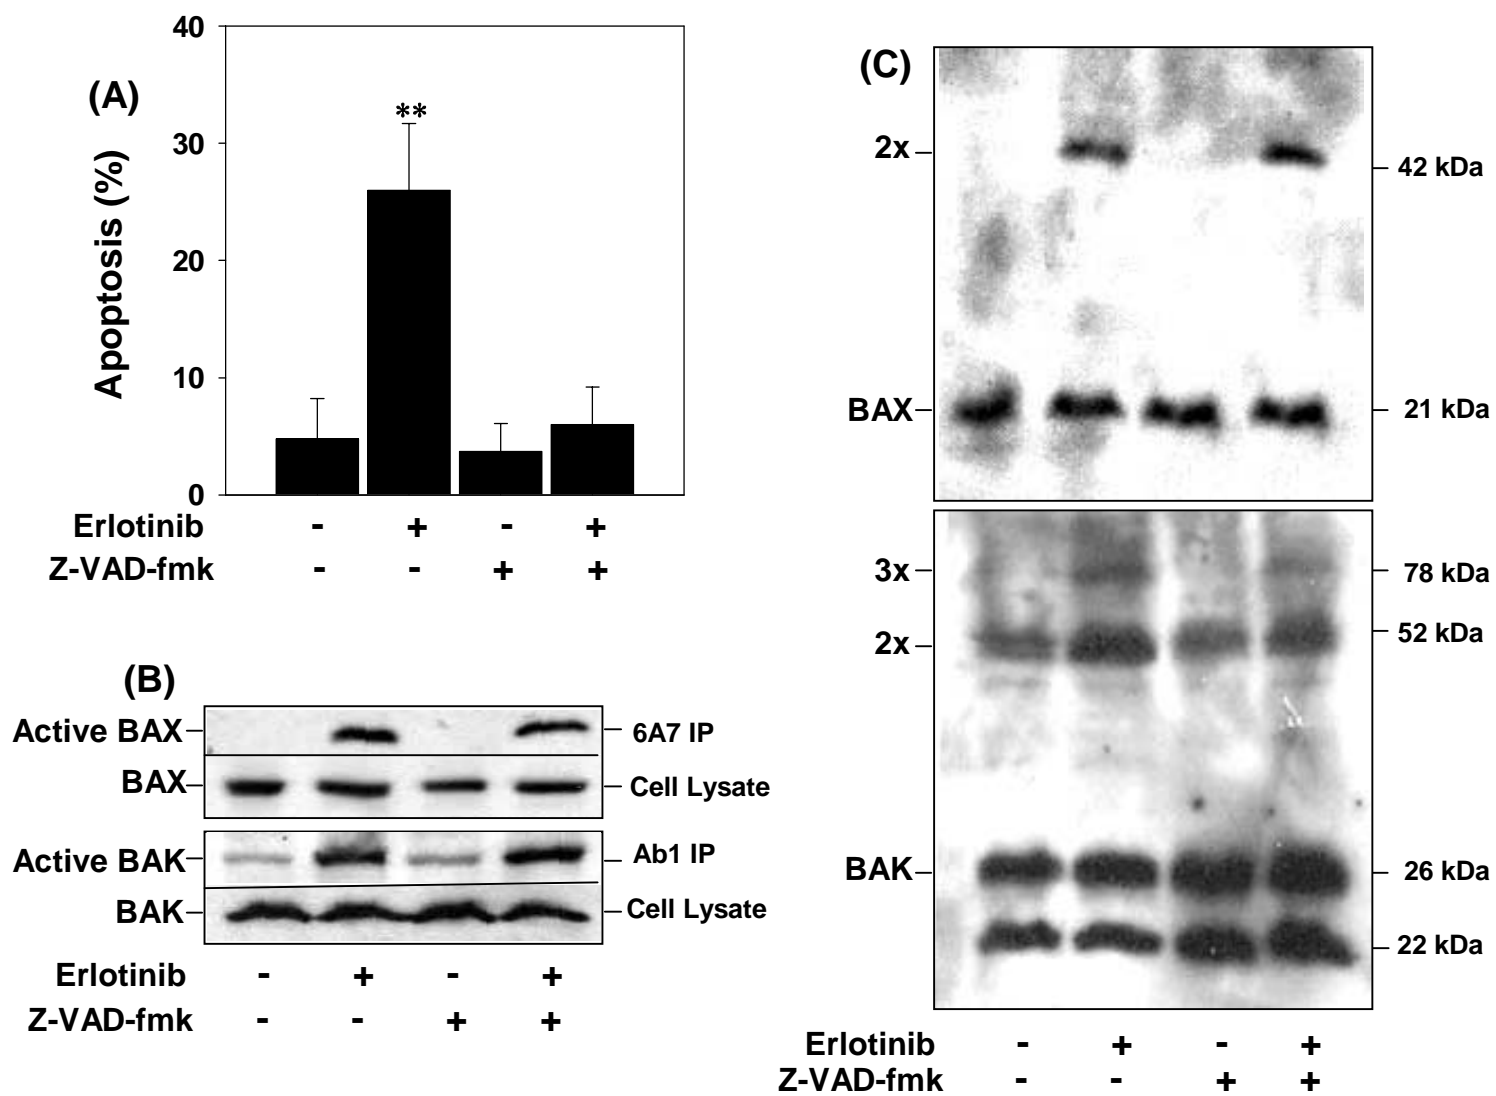 (A)
Apoptosis (%)
40
**
30
20
10
0
Erlotinib - + - +
Z-VAD-fmk - - + +
(B)
Active BAX
6A7 IP
BAX
Cell Lysate
Active BAK
Ab1 IP
BAK
Cell Lysate
Erlotinib - + - +
Z-VAD-fmk - - + +
(C)
2x
42 kDa
BAX
21 kDa
3x
78 kDa
2x
52 kDa
BAK
26 kDa
22 kDa
Erlotinib - + - +
Z-VAD-fmk - - + +